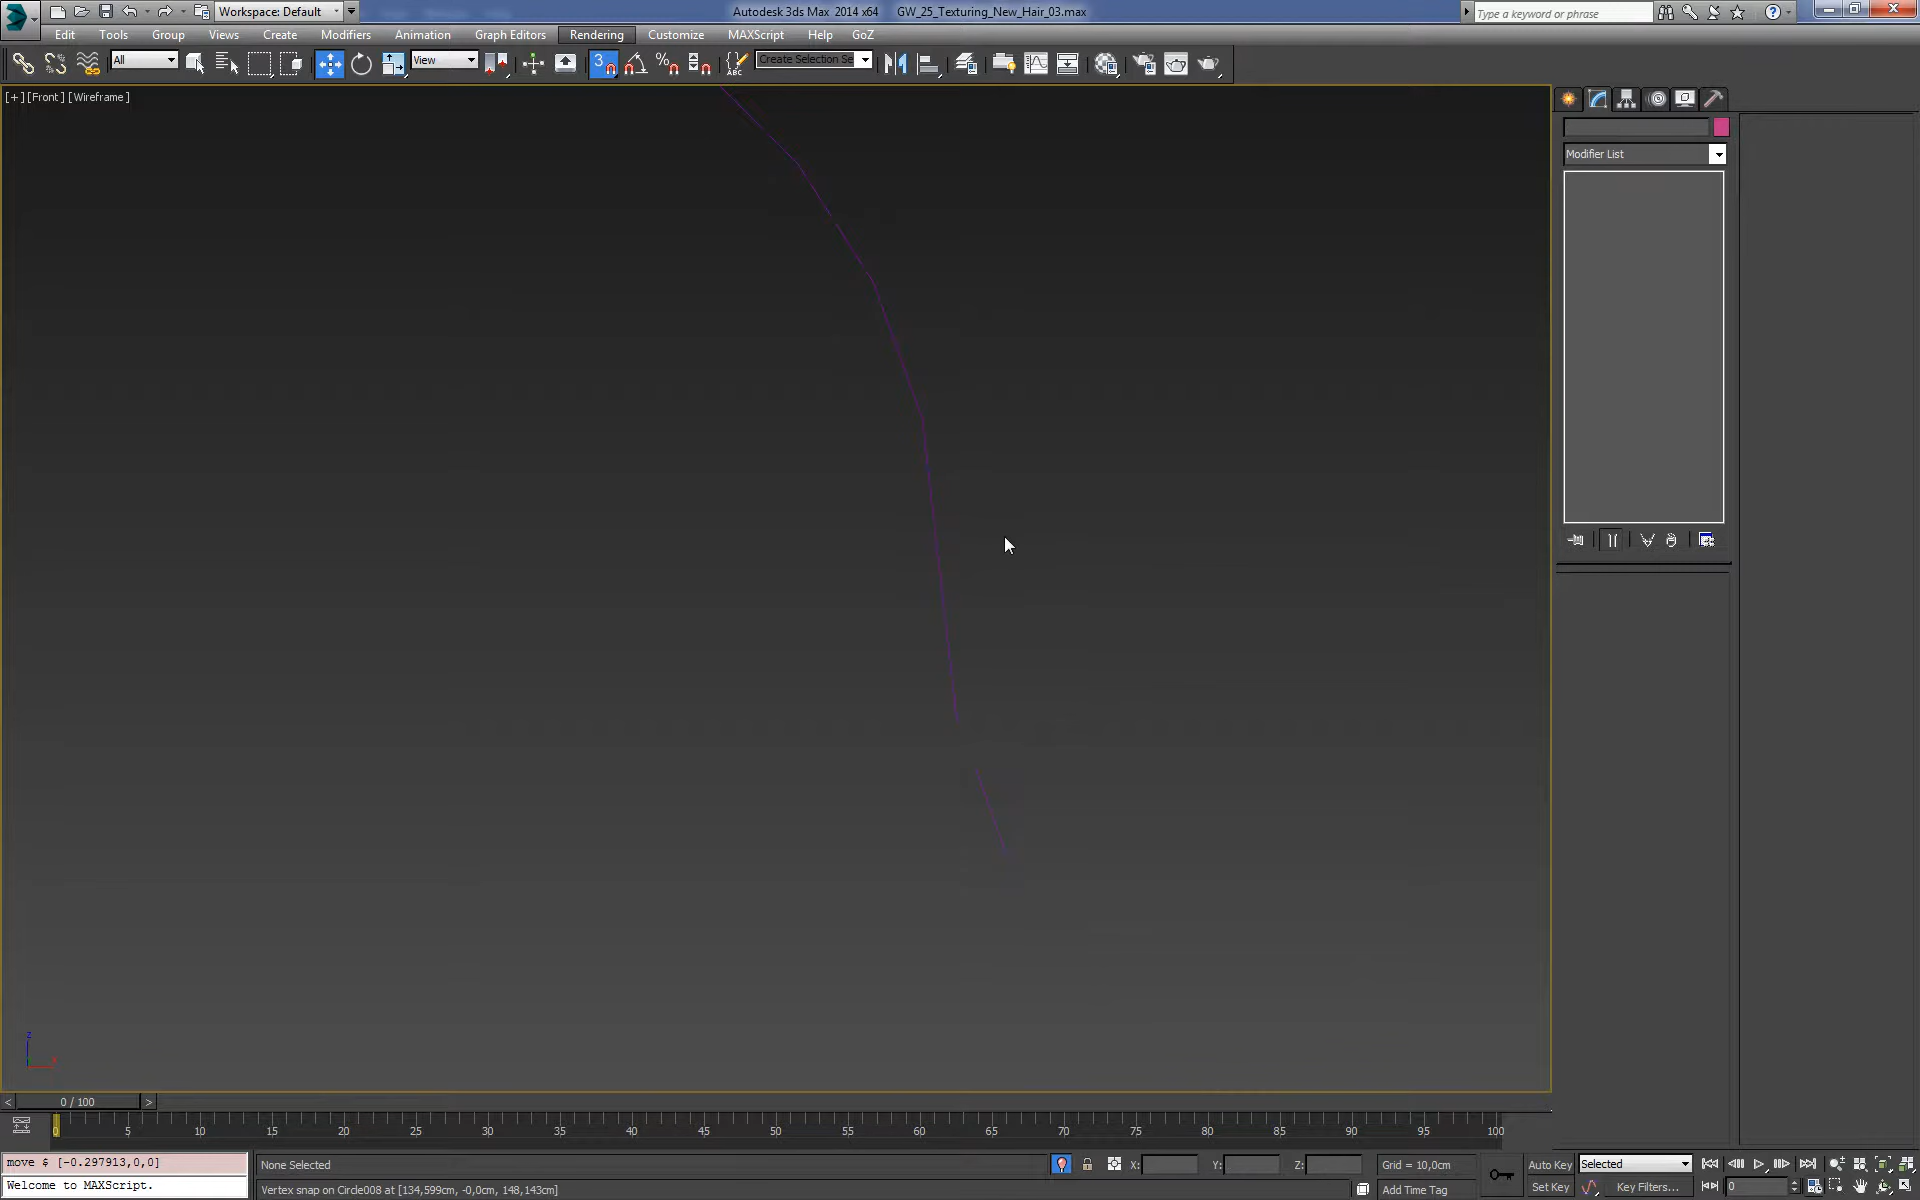 Workspace: Default
Autodesk 3ds Max 2014 x64 GW_25_Texturing_New_Hair_03.max
Type a keyword or phrase
Edit Tools Group Views Create Modifiers Animation Graph Editors Rendering Customize MAXScript Help GoZ
All
View
3
%
ABC
Create Selection Se
[+] [Front] [Wireframe]
Modifier List
z
< 0 / 100 >
0 5 10 15 20 25 30 35 40 45 50 55 60 65 70 75 80 85 90 95 100
move $ [-0.297913,0,0]
Welcome to MAXScript.
None Selected
X: Y: Z:
Grid = 10,0cm
Auto Key
Selected
Vertex snap on Circle008 at [134,599cm, -0,0cm, 148,143cm]
Add Time Tag
Set Key
Key Filters...
0